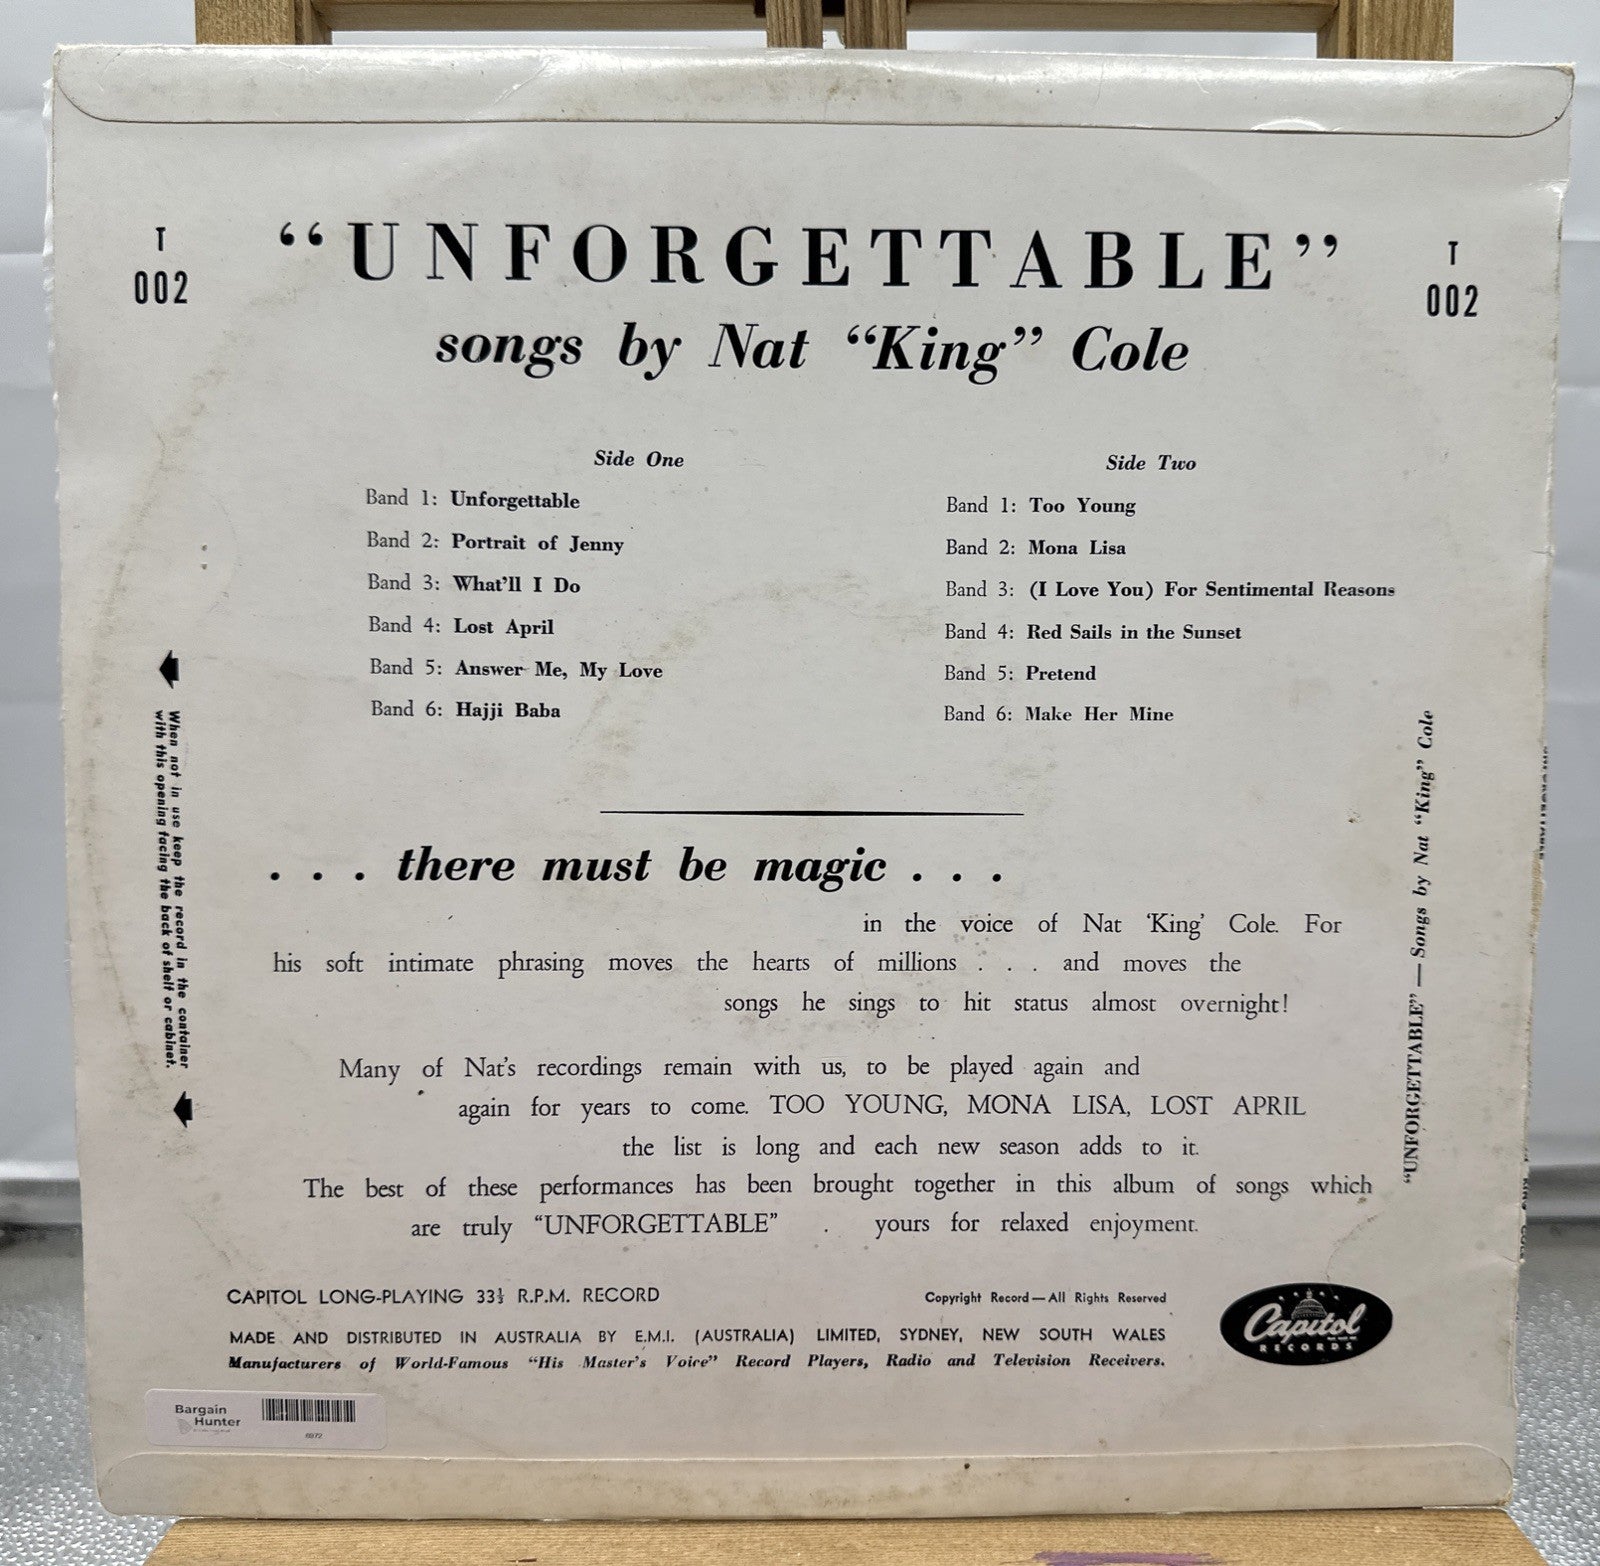 T
002
“UNFORGETTABLE”
T
002
songs by Nat “King” Cole
Side One
Band 1: Unforgettable
Band 2: Portrait of Jenny
Band 3: What'll I Do
Band 4: Lost April
Band 5: Answer Me, My Love
Band 6: Hajji Baba
Side Two
Band 1: Too Young
Band 2: Mona Lisa
Band 3: (I Love You) For Sentimental Reasons
Band 4: Red Sails in the Sunset
Band 5: Pretend
Band 6: Make Her Mine
When not in use keep the record in the container
with this opening facing the back of shelf or cabinet.
“UNFORGETTABLE” — Songs by Nat “King” Cole
. . . there must be magic . . .
in the voice of Nat ‘King’ Cole. For
his soft intimate phrasing moves the hearts of millions . . . and moves the
songs he sings to hit status almost overnight!
Many of Nat's recordings remain with us, to be played again and
again for years to come. TOO YOUNG, MONA LISA, LOST APRIL
the list is long and each new season adds to it.
The best of these performances has been brought together in this album of songs which
are truly “UNFORGETTABLE” . yours for relaxed enjoyment.
CAPITOL LONG-PLAYING 33⅓ R.P.M. RECORD
Copyright Record — All Rights Reserved
MADE AND DISTRIBUTED IN AUSTRALIA BY E.M.I. (AUSTRALIA) LIMITED, SYDNEY, NEW SOUTH WALES
Manufacturers of World-Famous “His Master's Voice” Record Players, Radio and Television Receivers.
Capitol
RECORDS
Bargain
Hunter
6972